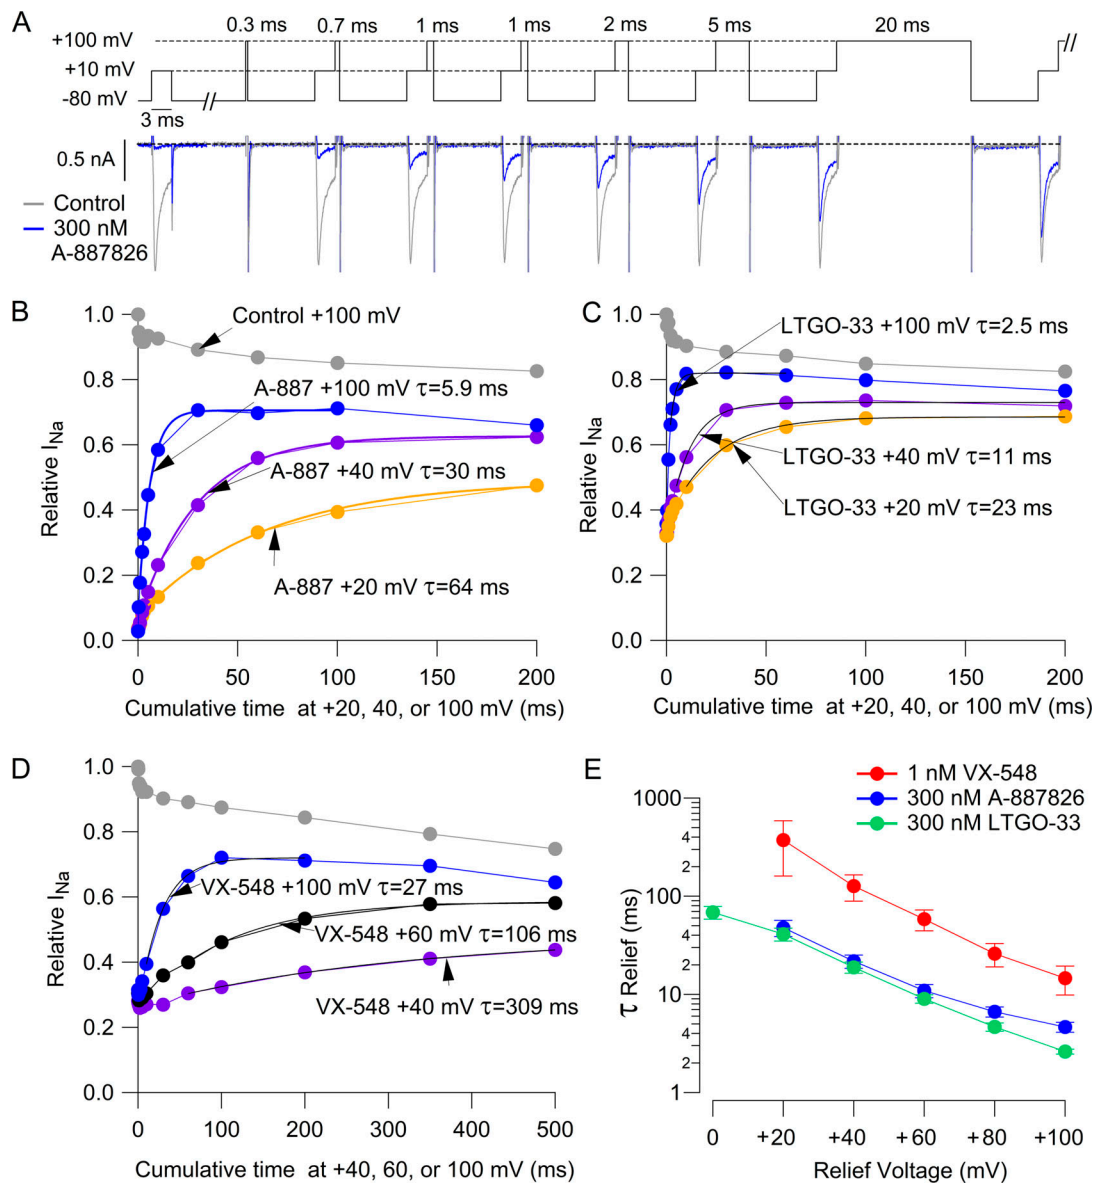 A
0.3 ms 0.7 ms 1 ms 1 ms 2 ms 5 ms 20 ms
+100 mV
+10 mV
-80 mV
//
//
3 ms
0.5 nA
Control
300 nM
A-887826
B
Relative I_Na
1.0
0.8
0.6
0.4
0.2
0.0
Control +100 mV
A-887 +100 mV τ=5.9 ms
A-887 +40 mV τ=30 ms
A-887 +20 mV τ=64 ms
0 50 100 150 200
Cumulative time at +20, 40, or 100 mV (ms)
C
Relative I_Na
1.0
0.8
0.6
0.4
0.2
0.0
LTGO-33 +100 mV τ=2.5 ms
LTGO-33 +40 mV τ=11 ms
LTGO-33 +20 mV τ=23 ms
0 50 100 150 200
Cumulative time at +20, 40, or 100 mV (ms)
D
Relative I_Na
1.0
0.8
0.6
0.4
0.2
0.0
VX-548 +100 mV τ=27 ms
VX-548 +60 mV τ=106 ms
VX-548 +40 mV τ=309 ms
0 100 200 300 400 500
Cumulative time at +40, 60, or 100 mV (ms)
E
1 nM VX-548
300 nM A-887826
300 nM LTGO-33
τ Relief (ms)
1000
4
2
100
4
2
10
4
2
1
0 +20 +40 +60 +80 +100
Relief Voltage (mV)